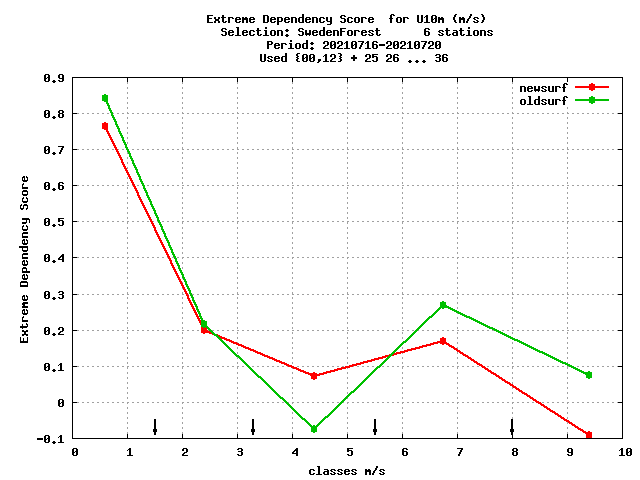 Extreme Dependency Score  for U10m (m/s)
Selection: SwedenForest      6 stations
Period: 20210716-20210720
Used {00,12} + 25 26 ... 36
newsurf
oldsurf
0.9
0.8
0.7
0.6
0.5
0.4
0.3
0.2
0.1
0
-0.1
Extreme Dependency Score
0 1 2 3 4 5 6 7 8 9 10
classes m/s